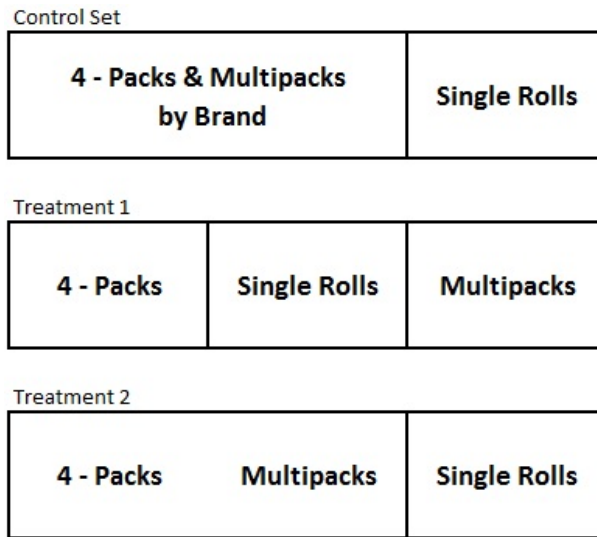 Control Set
4 - Packs & Multipacks
by Brand
Single Rolls
Treatment 1
4 - Packs
Single Rolls
Multipacks
Treatment 2
4 - Packs
Multipacks
Single Rolls